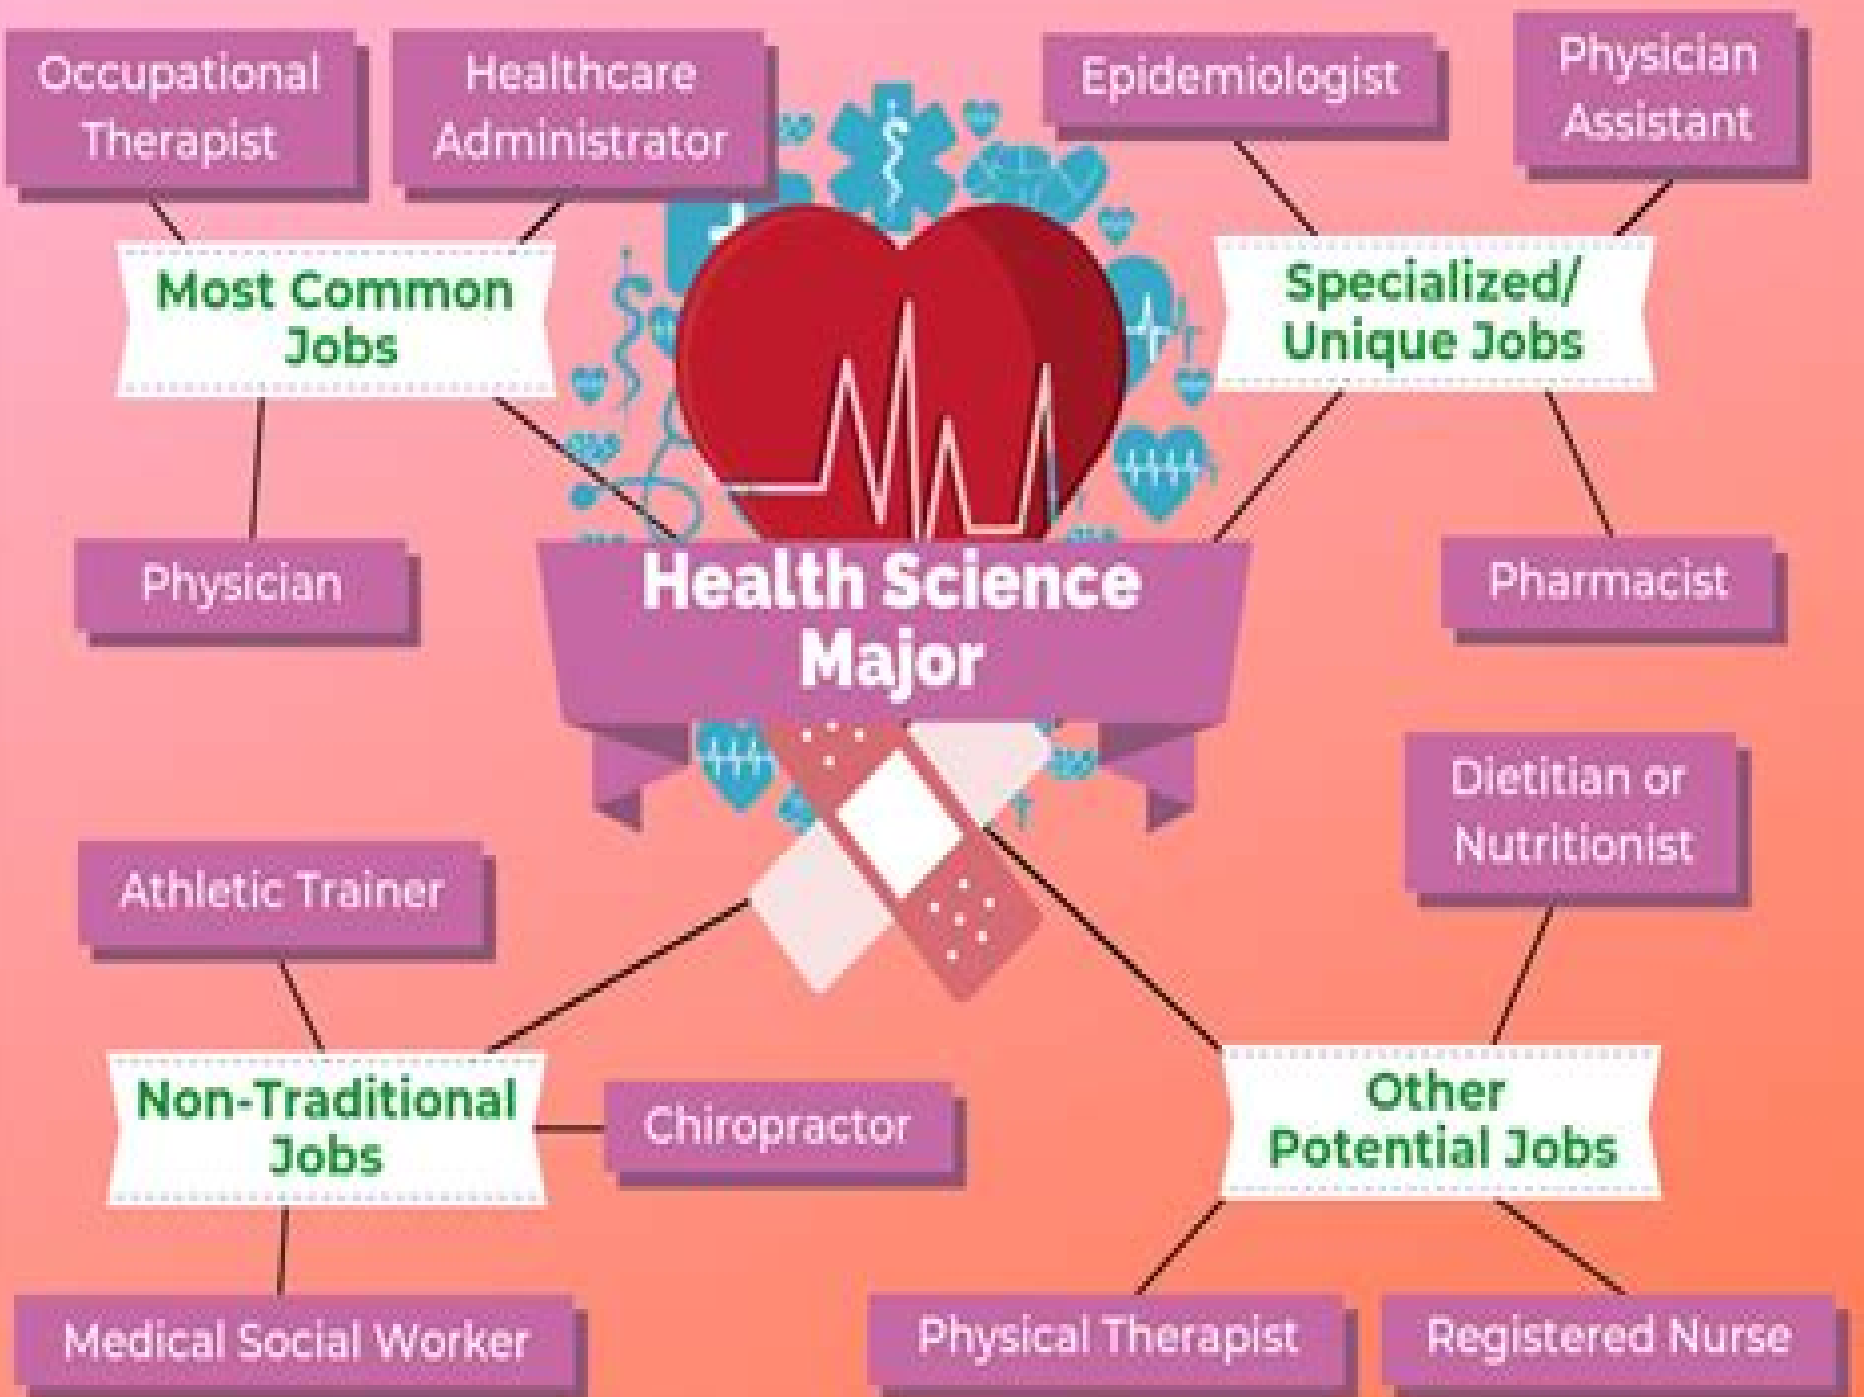 Occupational
Therapist
Healthcare
Administrator
Most Common
Jobs
Physician
Epidemiologist
Physician
Assistant
Specialized/
Unique Jobs
Pharmacist
Health Science
Major
Athletic Trainer
Non-Traditional
Jobs
Chiropractor
Medical Social Worker
Dietitian or
Nutritionist
Other
Potential Jobs
Physical Therapist
Registered Nurse